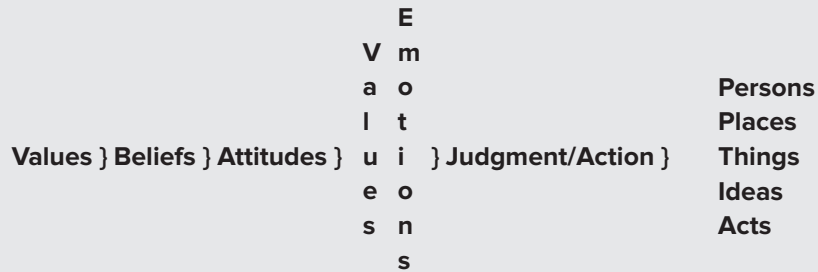 E
V m
a o Persons
l t Places
Values } Beliefs } Attitudes } u i } Judgment/Action } Things
e o Ideas
s n Acts
s